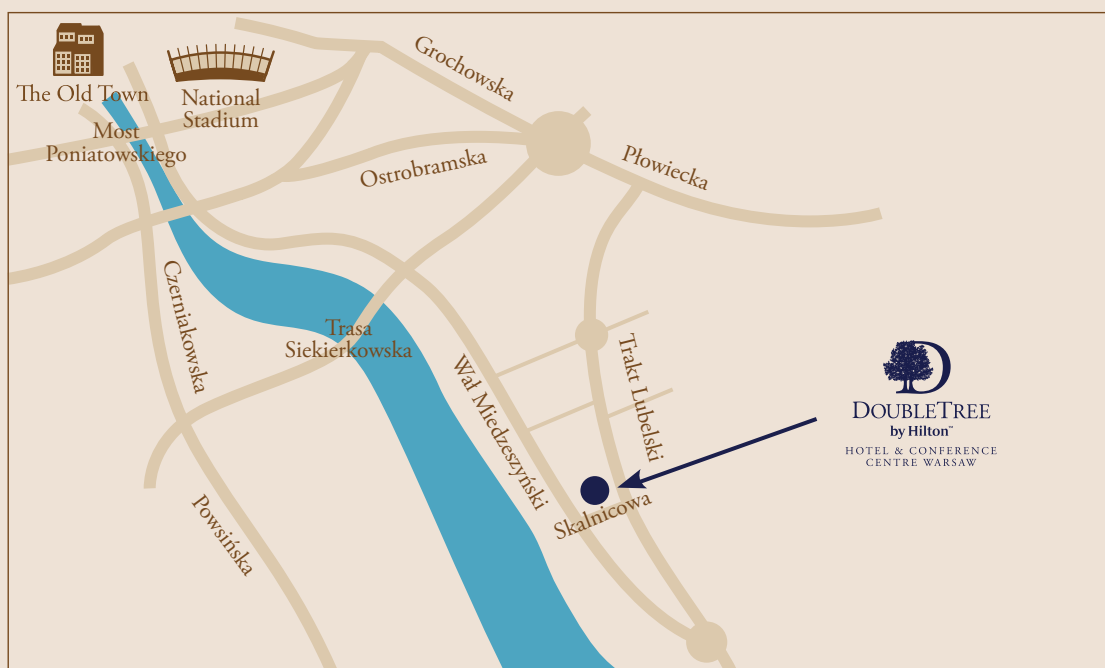 The Old Town
National
Stadium
Most
Poniatowskiego
Grochowska
Ostrobramska
Płowiecka
Czerniakowska
Trasa
Siekierkowska
Wał Miedzeszyński
Trakt Lubelski
Skalnicowa
Powsińska
DOUBLETREE
by Hilton™
HOTEL & CONFERENCE
CENTRE WARSAW